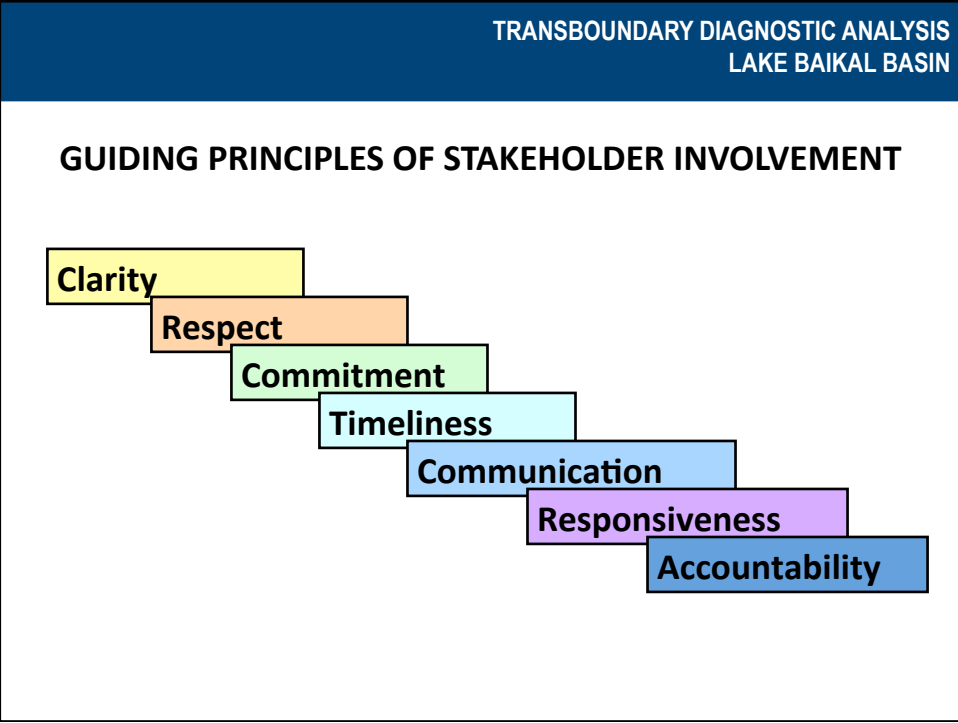 TRANSBOUNDARY DIAGNOSTIC ANALYSIS
LAKE BAIKAL BASIN
GUIDING PRINCIPLES OF STAKEHOLDER INVOLVEMENT
Clarity
Respect
Commitment
Timeliness
Communication
Responsiveness
Accountability